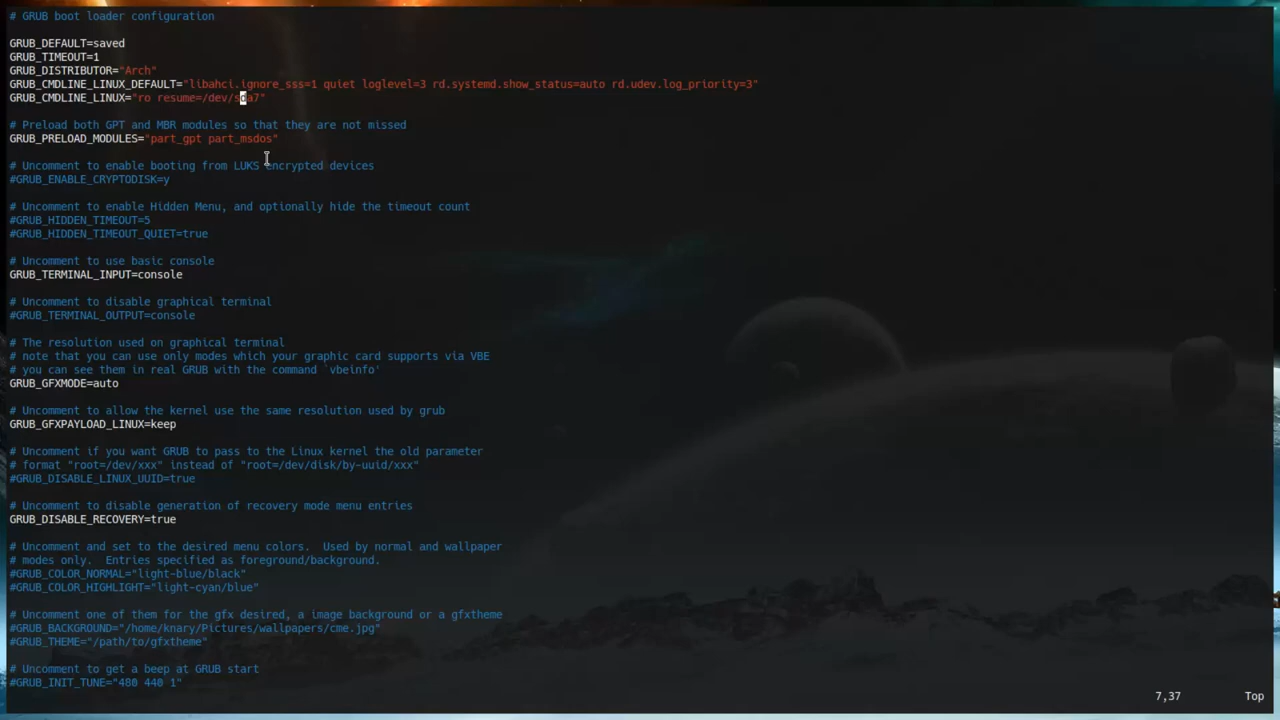 # GRUB boot loader configuration
GRUB_DEFAULT=saved
GRUB_TIMEOUT=1
GRUB_DISTRIBUTOR="Arch"
GRUB_CMDLINE_LINUX_DEFAULT="libahci.ignore_sss=1 quiet loglevel=3 rd.systemd.show_status=auto rd.udev.log_priority=3"
GRUB_CMDLINE_LINUX="ro resume=/dev/sda7"
# Preload both GPT and MBR modules so that they are not missed
GRUB_PRELOAD_MODULES="part_gpt part_msdos"
# Uncomment to enable booting from LUKS encrypted devices
#GRUB_ENABLE_CRYPTODISK=y
# Uncomment to enable Hidden Menu, and optionally hide the timeout count
#GRUB_HIDDEN_TIMEOUT=5
#GRUB_HIDDEN_TIMEOUT_QUIET=true
# Uncomment to use basic console
GRUB_TERMINAL_INPUT=console
# Uncomment to disable graphical terminal
#GRUB_TERMINAL_OUTPUT=console
# The resolution used on graphical terminal
# note that you can use only modes which your graphic card supports via VBE
# you can see them in real GRUB with the command `vbeinfo'
GRUB_GFXMODE=auto
# Uncomment to allow the kernel use the same resolution used by grub
GRUB_GFXPAYLOAD_LINUX=keep
# Uncomment if you want GRUB to pass to the Linux kernel the old parameter
# format "root=/dev/xxx" instead of "root=/dev/disk/by-uuid/xxx"
#GRUB_DISABLE_LINUX_UUID=true
# Uncomment to disable generation of recovery mode menu entries
GRUB_DISABLE_RECOVERY=true
# Uncomment and set to the desired menu colors.  Used by normal and wallpaper
# modes only.  Entries specified as foreground/background.
#GRUB_COLOR_NORMAL="light-blue/black"
#GRUB_COLOR_HIGHLIGHT="light-cyan/blue"
# Uncomment one of them for the gfx desired, a image background or a gfxtheme
#GRUB_BACKGROUND="/home/knary/Pictures/wallpapers/cme.jpg"
#GRUB_THEME="/path/to/gfxtheme"
# Uncomment to get a beep at GRUB start
#GRUB_INIT_TUNE="480 440 1"
7,37 Top